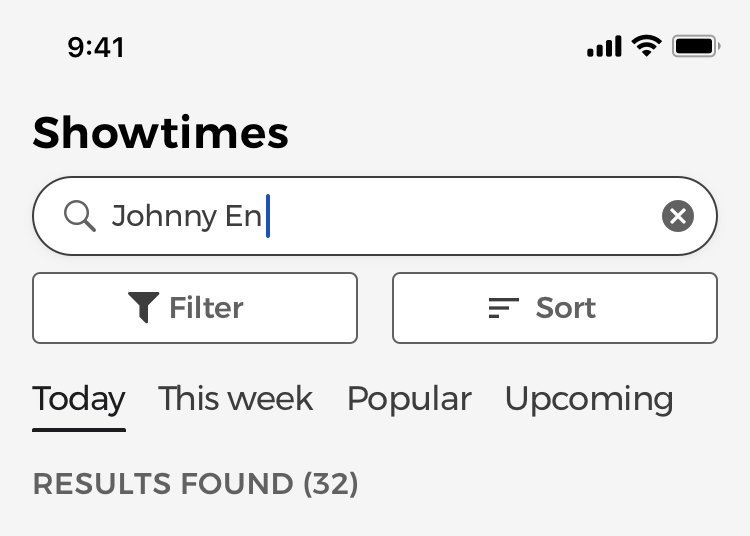 9:41
Showtimes
Johnny En
Filter
Sort
Today This week Popular Upcoming
RESULTS FOUND (32)